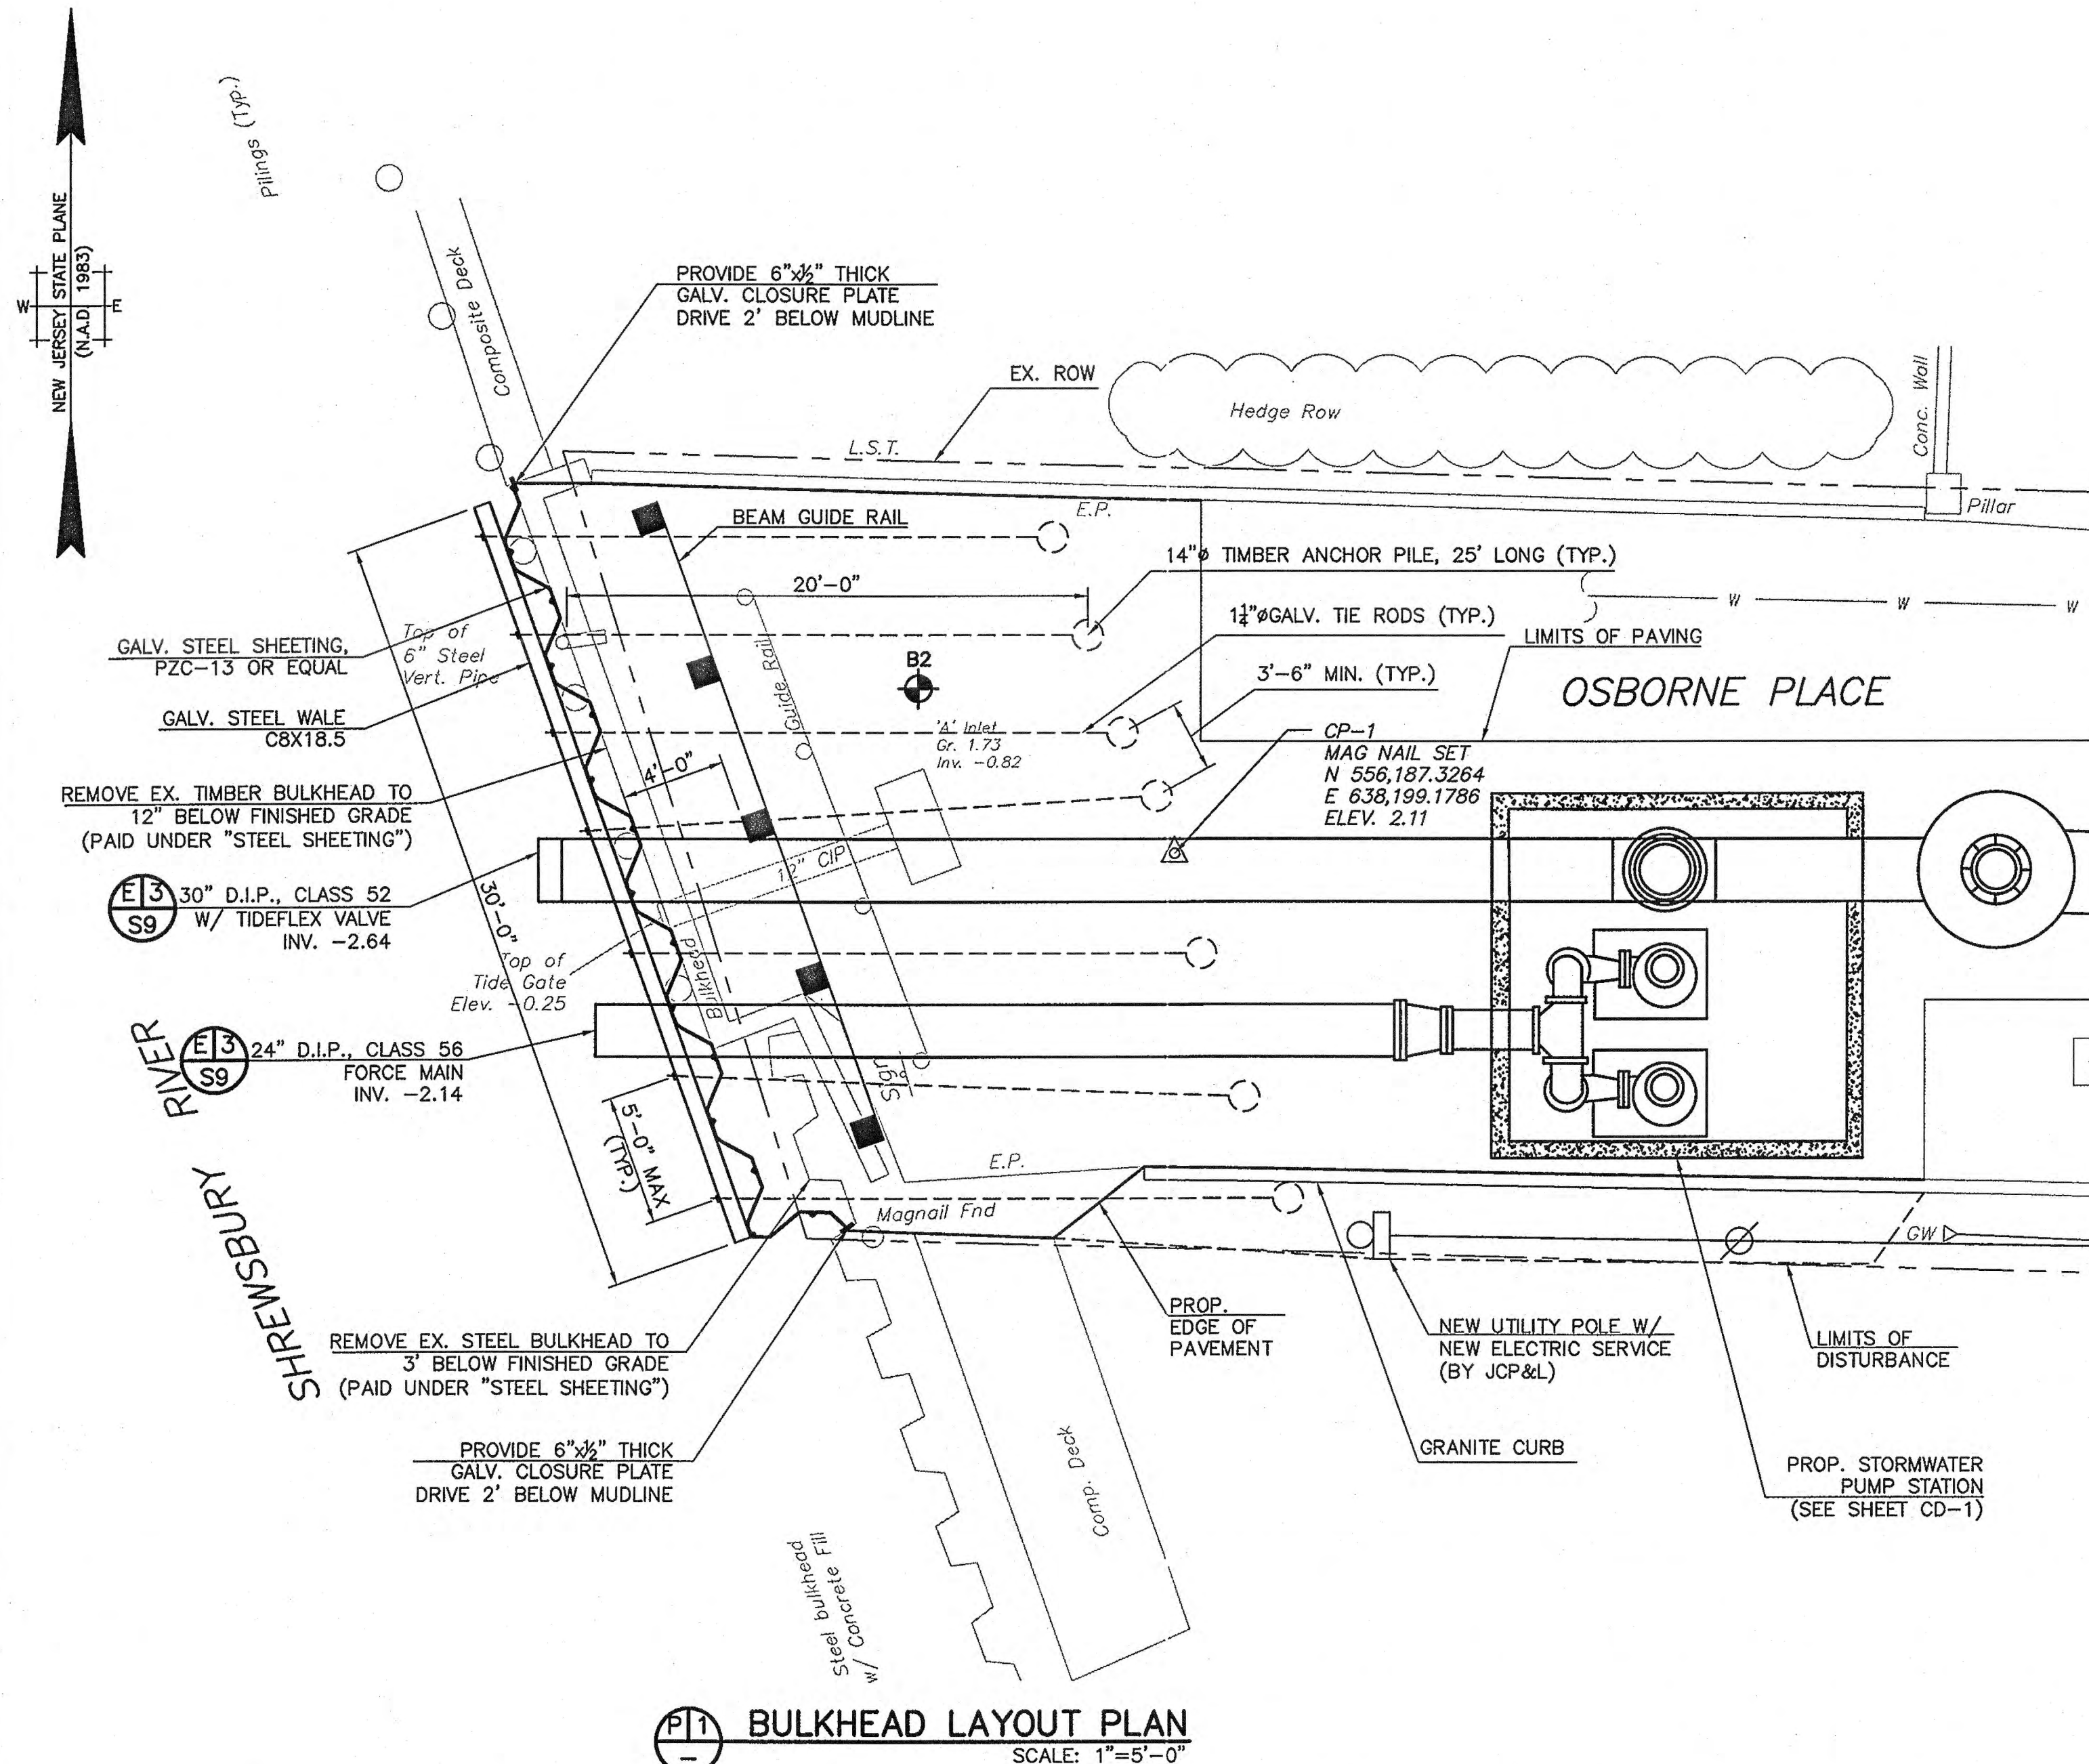 Pilings (Typ.)
NEW JERSEY STATE PLANE
(N.A.D. 1983)
W
E
Composite Deck
PROVIDE 6"x½" THICK
GALV. CLOSURE PLATE
DRIVE 2' BELOW MUDLINE
EX. ROW
Hedge Row
Conc. Wall
L.S.T.
E.P.
Pillar
BEAM GUIDE RAIL
14"ø TIMBER ANCHOR PILE, 25' LONG (TYP.)
20'-0"
1¼"øGALV. TIE RODS (TYP.)
W
W
W
GALV. STEEL SHEETING,
PZC-13 OR EQUAL
Top of
6" Steel
Vert. Pipe
Guide Rail
B2
LIMITS OF PAVING
3'-6" MIN. (TYP.)
OSBORNE PLACE
GALV. STEEL WALE
C8X18.5
'A' Inlet
Gr. 1.73
Inv. -0.82
CP-1
MAG NAIL SET
N 556,187.3264
E 638,199.1786
ELEV. 2.11
4'-0"
REMOVE EX. TIMBER BULKHEAD TO
12" BELOW FINISHED GRADE
(PAID UNDER "STEEL SHEETING")
12" CIP
E 3
S9
30" D.I.P., CLASS 52
W/ TIDEFLEX VALVE
INV. -2.64
30'-0"
Top of
Tide Gate
Elev. -0.25
Bulkhead
E 3
S9
24" D.I.P., CLASS 56
FORCE MAIN
INV. -2.14
Sign
5'-0" MAX
(TYP.)
SHREWSBURY RIVER
E.P.
Magnail Fnd
GW
REMOVE EX. STEEL BULKHEAD TO
3' BELOW FINISHED GRADE
(PAID UNDER "STEEL SHEETING")
PROP.
EDGE OF
PAVEMENT
NEW UTILITY POLE W/
NEW ELECTRIC SERVICE
(BY JCP&L)
LIMITS OF
DISTURBANCE
PROVIDE 6"x½" THICK
GALV. CLOSURE PLATE
DRIVE 2' BELOW MUDLINE
GRANITE CURB
PROP. STORMWATER
PUMP STATION
(SEE SHEET CD-1)
Comp. Deck
Steel bulkhead
w/ Concrete Fill
P 1
-
BULKHEAD LAYOUT PLAN
SCALE: 1"=5'-0"